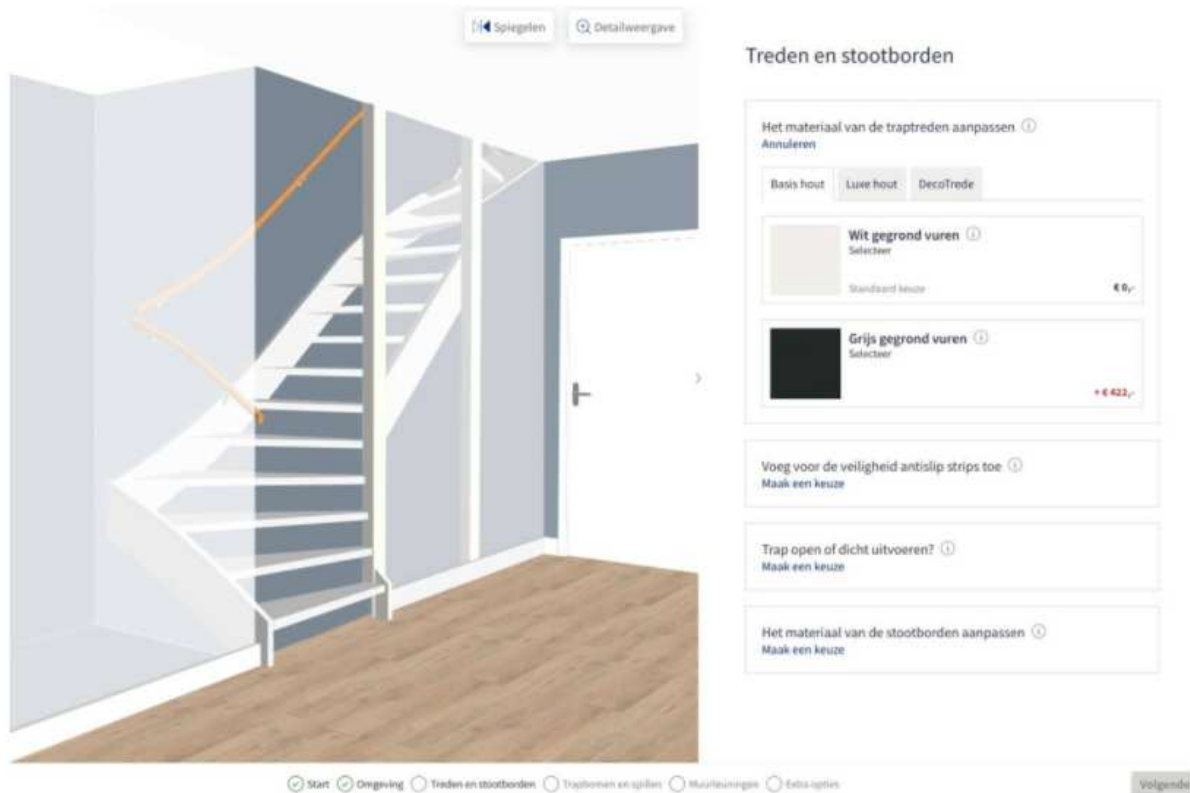 Spiegelen
Detailweergave
Treden en stootborden
Het materiaal van de traptreden aanpassen
Annuleren
Basis hout
Luxe hout
DecoTrede
Wit gegrond vuren
Selecteer
Standaard keuze
€ 0,-
Grijs gegrond vuren
Selecteer
+ € 422,-
Voeg voor de veiligheid antislip strips toe
Maak een keuze
Trap open of dicht uitvoeren?
Maak een keuze
Het materiaal van de stootborden aanpassen
Maak een keuze
Start
Omgeving
Treden en stootborden
Trapbomen en spillen
Muurleuningen
Extra opties
Volgende